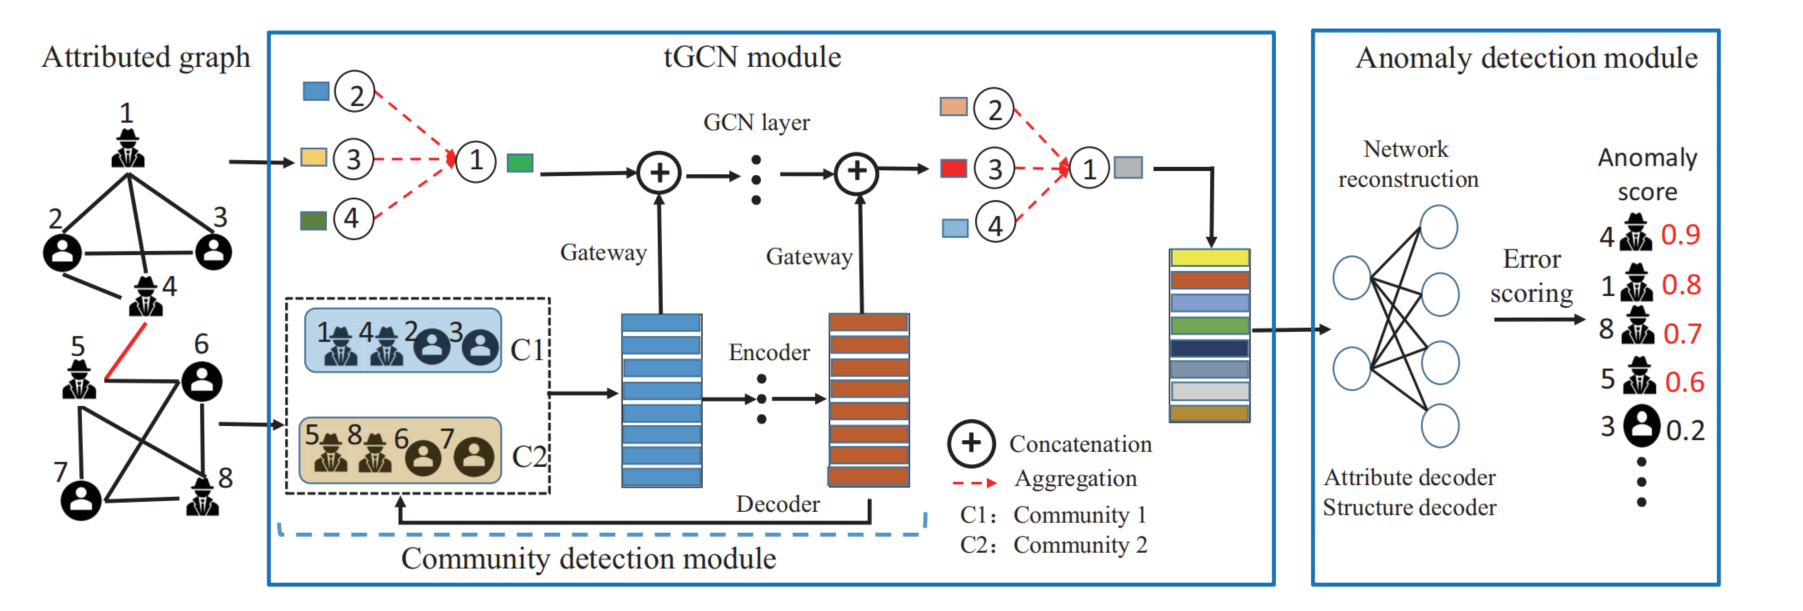 Attributed graph
1
2
3
4
5
6
7
8
tGCN module
2
3
4
1
GCN layer
2
3
4
1
Gateway
Gateway
1 4 2 3 C1
5 8 6 7 C2
Encoder
Decoder
Community detection module
+ Concatenation
Aggregation
C1: Community 1
C2: Community 2
Anomaly detection module
Network
reconstruction
Attribute decoder
Structure decoder
Error
scoring
Anomaly
score
4 0.9
1 0.8
8 0.7
5 0.6
3 0.2